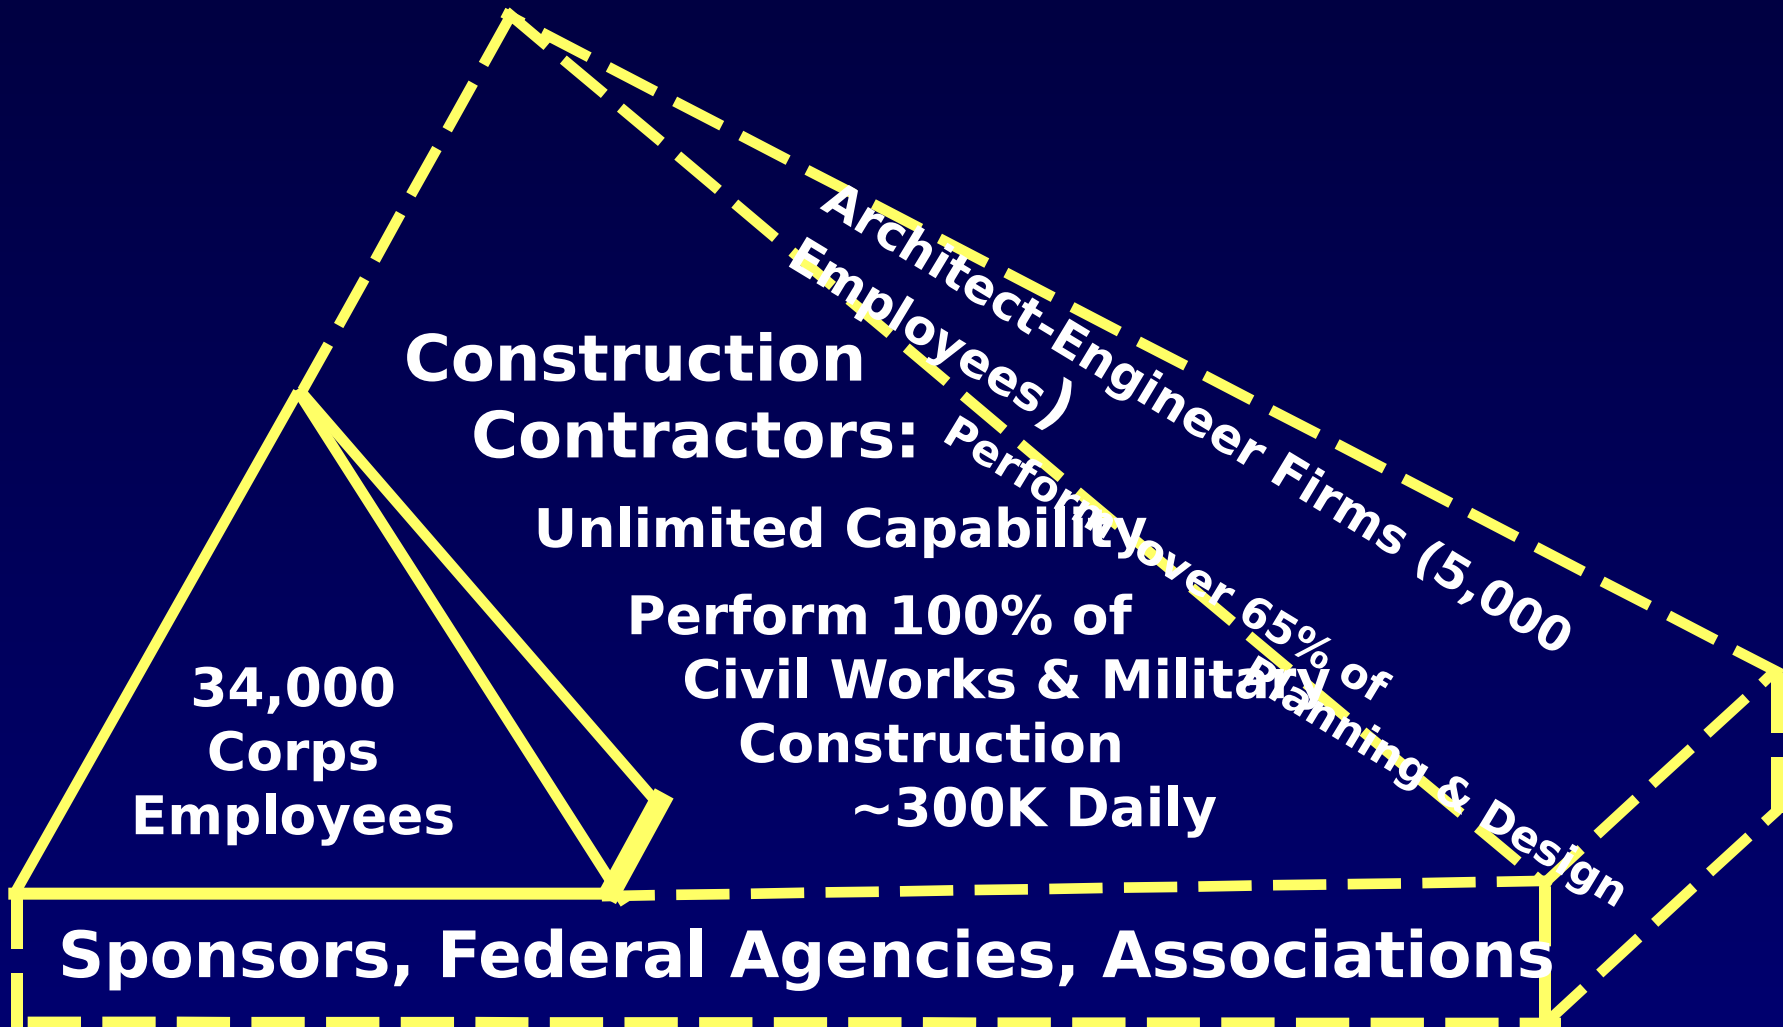 Architect-Engineer Firms (5,000
Employees)
Perform over 65% of
Planning & Design
Construction
Contractors:
Unlimited Capability
Perform 100% of
Civil Works & Military
Construction
~300K Daily
34,000
Corps
Employees
Sponsors, Federal Agencies, Associations